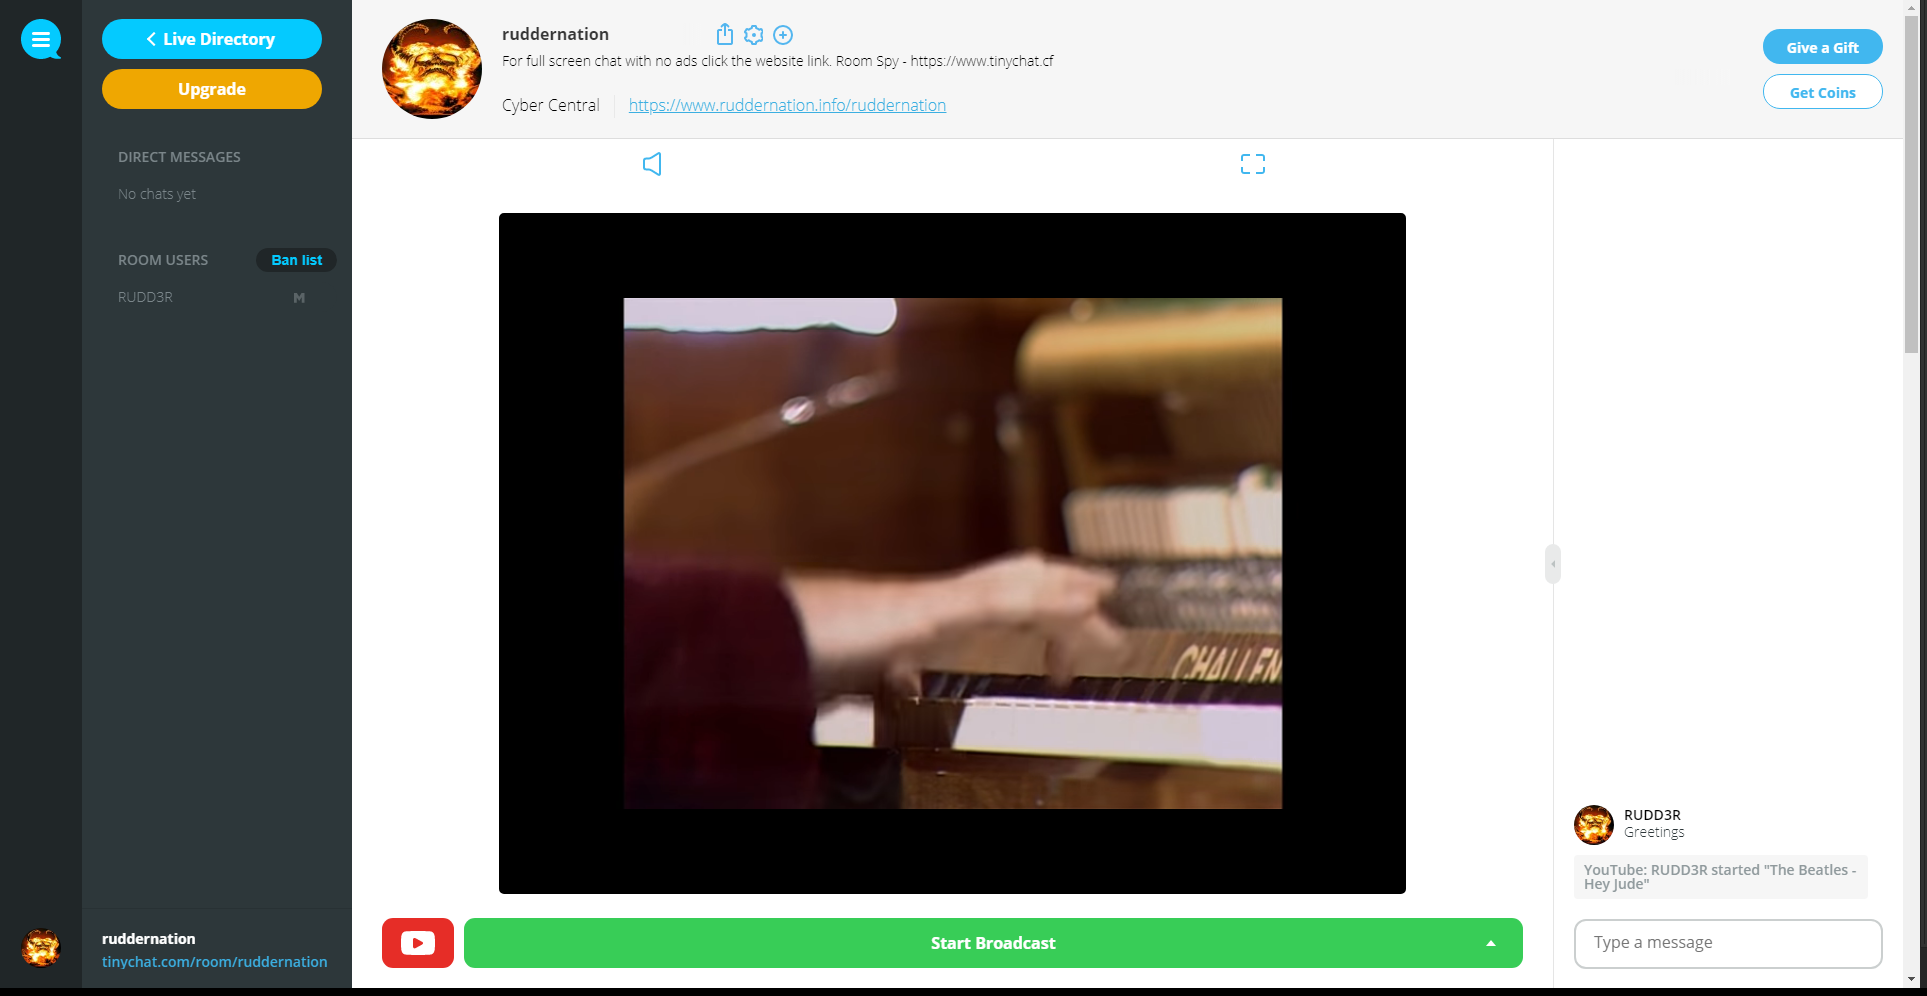 Live Directory
Upgrade
DIRECT MESSAGES
No chats yet
ROOM USERS
Ban list
RUDD3R
M
ruddernation
tinychat.com/room/ruddernation
ruddernation
For full screen chat with no ads click the website link. Room Spy - https://www.tinychat.cf
Cyber Central
https://www.ruddernation.info/ruddernation
Give a Gift
Get Coins
CHALLEN
Start Broadcast
RUDD3R
Greetings
YouTube: RUDD3R started "The Beatles -
Hey Jude"
Type a message